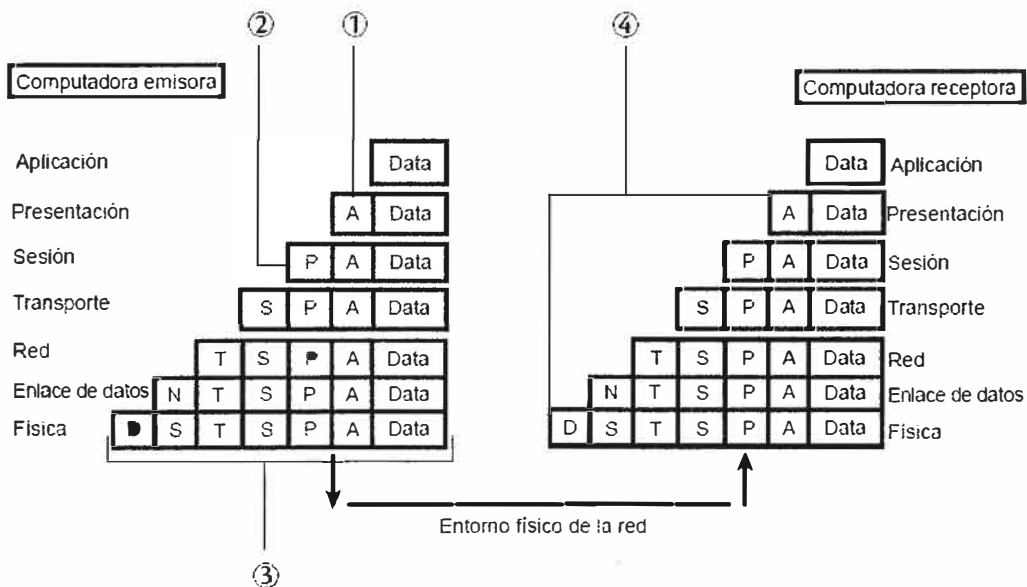 ② ① ④
Computadora emisora
Computadora receptora
Aplicación Data Data Aplicación
Presentación A Data A Data Presentación
Sesión P A Data P A Data Sesión
Transporte S P A Data S P A Data Transporte
Red T S P A Data T S P A Data Red
Enlace de datos N T S P A Data N T S P A Data Enlace de datos
Física D S T S P A Data D S T S P A Data Física
Entorno físico de la red
③